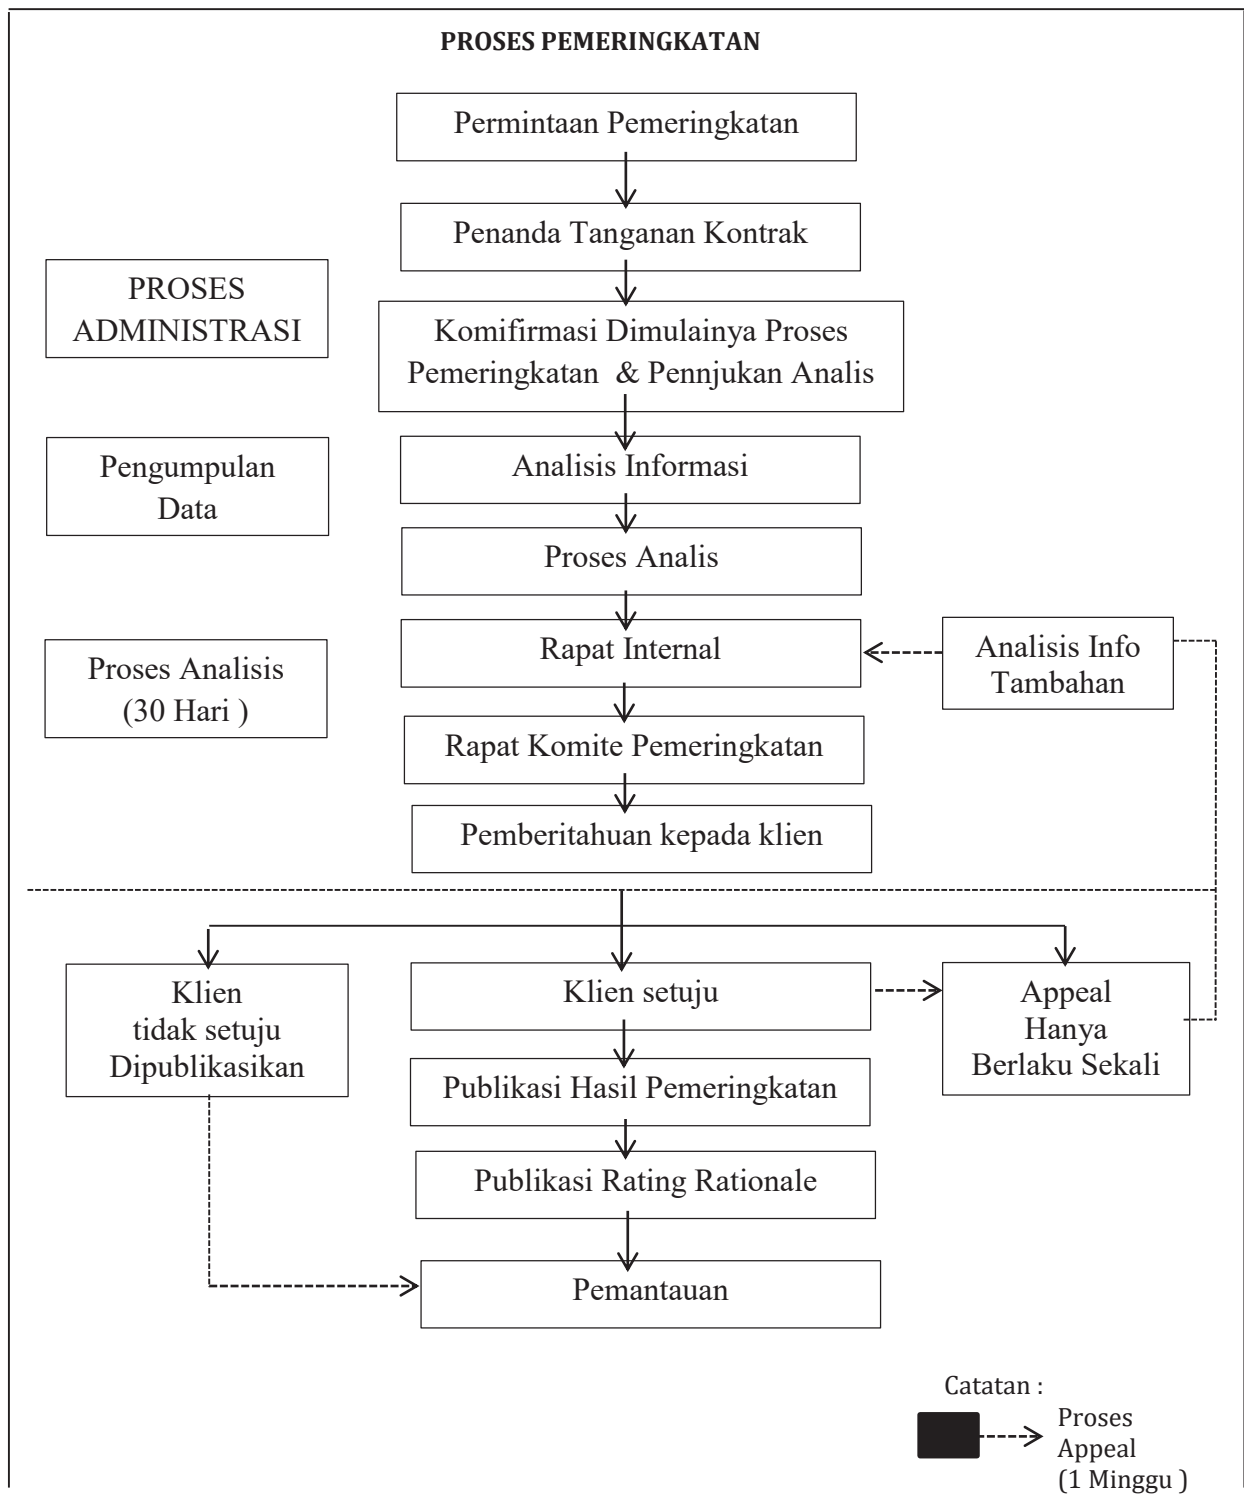 PROSES PEMERINGKATAN
Permintaan Pemeringkatan
Penanda Tanganan Kontrak
PROSES
ADMINISTRASI
Komifirmasi Dimulainya Proses
Pemeringkatan & Pennjukan Analis
Pengumpulan
Data
Analisis Informasi
Proses Analis
Proses Analisis
(30 Hari )
Rapat Internal
Analisis Info
Tambahan
Rapat Komite Pemeringkatan
Pemberitahuan kepada klien
Klien
tidak setuju
Dipublikasikan
Klien setuju
Appeal
Hanya
Berlaku Sekali
Publikasi Hasil Pemeringkatan
Publikasi Rating Rationale
Pemantauan
Catatan :
Proses
Appeal
(1 Minggu )